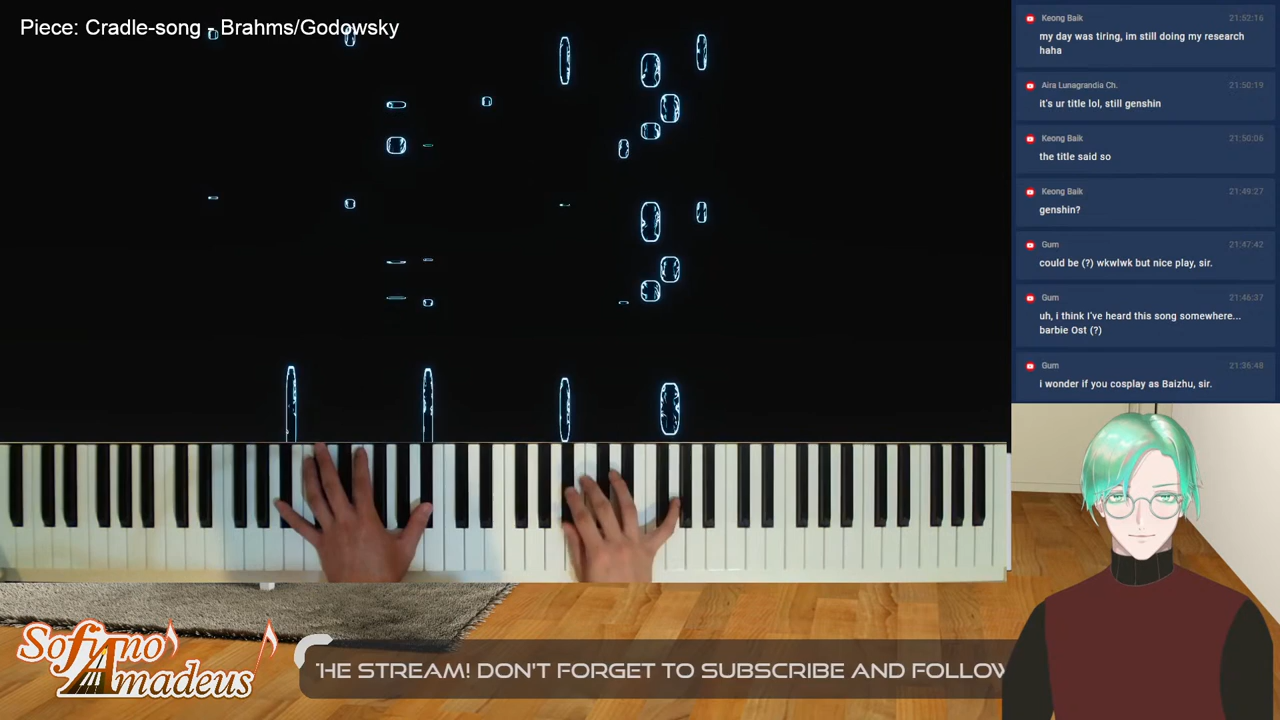 Piece: Cradle-song - Brahms/Godowsky
Keong Baik 21:52:16
my day was tiring, im still doing my research
haha
Aira Lunagrandia Ch. 21:50:19
it's ur title lol, still genshin
Keong Baik 21:50:06
the title said so
Keong Baik 21:49:27
genshin?
Gum 21:47:42
could be (?) wkwlwk but nice play, sir.
Gum 21:46:37
uh, i think I've heard this song somewhere...
barbie Ost (?)
Gum 21:36:48
i wonder if you cosplay as Baizhu, sir.
Sofiano
Amadeus
THE STREAM! DON'T FORGET TO SUBSCRIBE AND FOLLOW